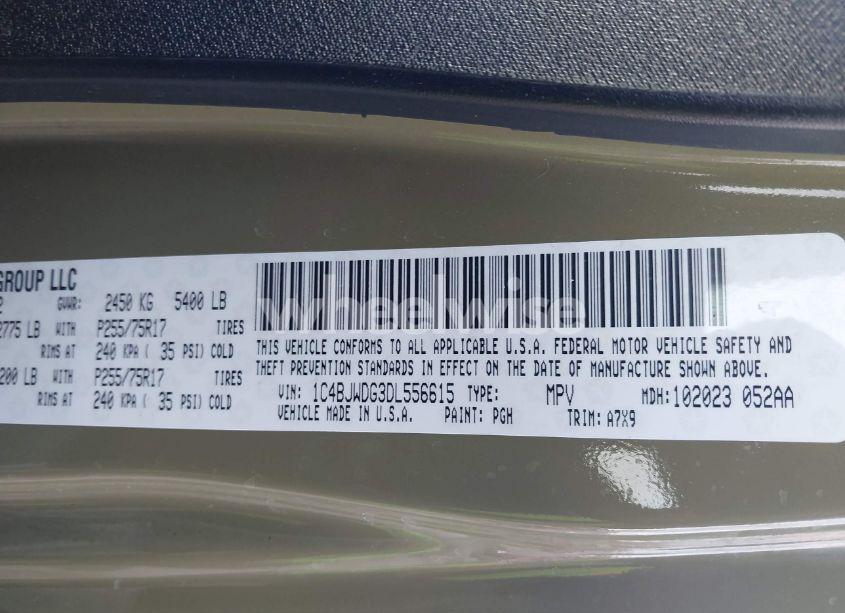 GROUP LLC
2 GVWR: 2450 KG 5400 LB
2775 LB WITH P255/75R17 TIRES
RIMS AT 240 KPA ( 35 PSI) COLD
200 LB WITH P255/75R17 TIRES
RIMS AT 240 KPA ( 35 PSI) COLD
wheelwise
THIS VEHICLE CONFORMS TO ALL APPLICABLE U.S.A. FEDERAL MOTOR VEHICLE SAFETY AND
THEFT PREVENTION STANDARDS IN EFFECT ON THE DATE OF MANUFACTURE SHOWN ABOVE.
VIN: 1C4BJWDG3DL556615 TYPE: MPV MDH: 102023 052AA
VEHICLE MADE IN U.S.A. PAINT: PGH TRIM: A7X9